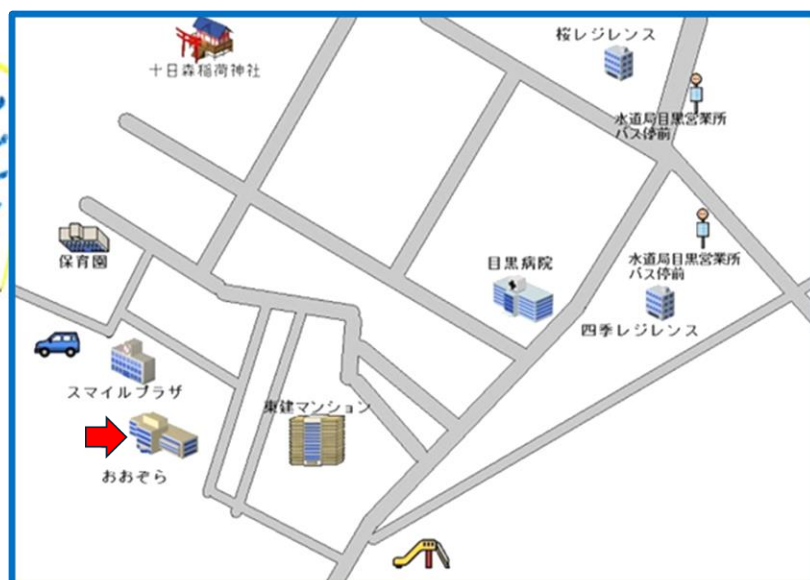 桜レジレンス
十日森稲荷神社
水道局目黒営業所
バス停前
保育園
目黒病院
水道局目黒営業所
バス停前
四季レジレンス
スマイルプラザ
東建マンション
おおぞら